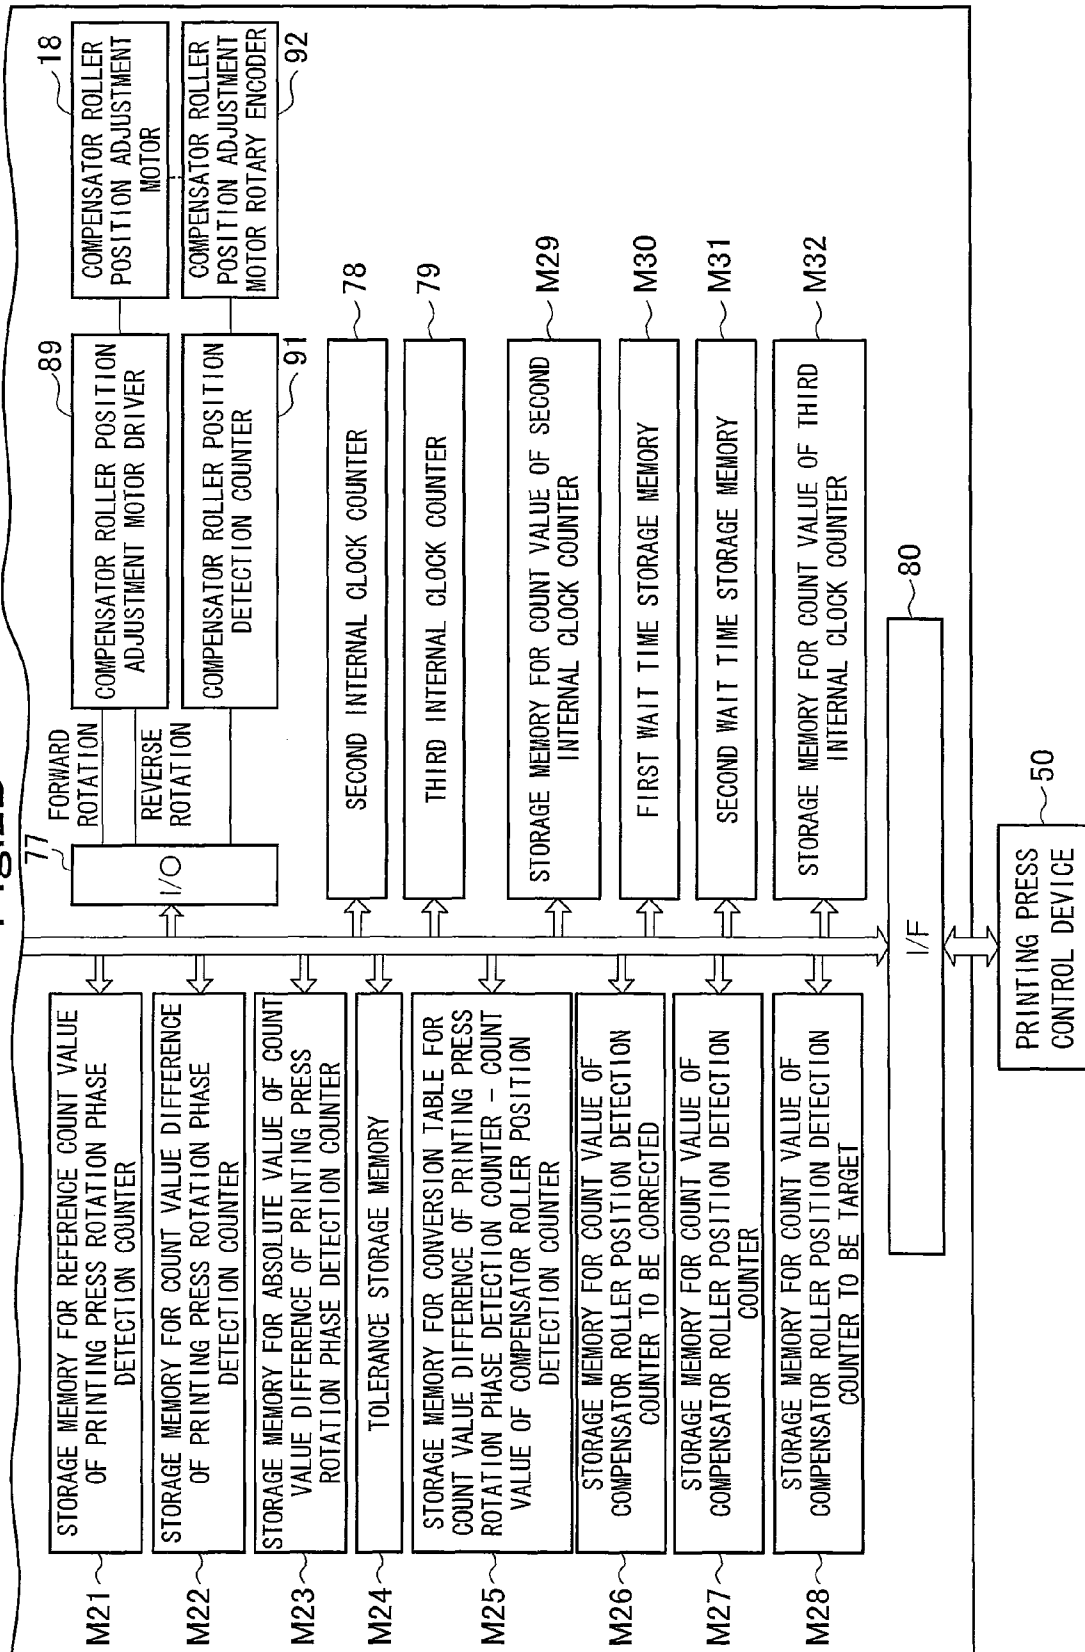 Fig.2B
STORAGE MEMORY FOR REFERENCE COUNT VALUE
OF PRINTING PRESS ROTATION PHASE
DETECTION COUNTER
M21
STORAGE MEMORY FOR COUNT VALUE DIFFERENCE
OF PRINTING PRESS ROTATION PHASE
DETECTION COUNTER
M22
STORAGE MEMORY FOR ABSOLUTE VALUE OF COUNT
VALUE DIFFERENCE OF PRINTING PRESS
ROTATION PHASE DETECTION COUNTER
M23
TOLERANCE STORAGE MEMORY
M24
STORAGE MEMORY FOR CONVERSION TABLE FOR
COUNT VALUE DIFFERENCE OF PRINTING PRESS
ROTATION PHASE DETECTION COUNTER – COUNT
VALUE OF COMPENSATOR ROLLER POSITION
DETECTION COUNTER
M25
STORAGE MEMORY FOR COUNT VALUE OF
COMPENSATOR ROLLER POSITION DETECTION
COUNTER TO BE CORRECTED
M26
STORAGE MEMORY FOR COUNT VALUE OF
COMPENSATOR ROLLER POSITION DETECTION
COUNTER
M27
STORAGE MEMORY FOR COUNT VALUE OF
COMPENSATOR ROLLER POSITION DETECTION
COUNTER TO BE TARGET
M28
77
I/O
FORWARD
ROTATION
REVERSE
ROTATION
89
COMPENSATOR ROLLER POSITION
ADJUSTMENT MOTOR DRIVER
18
COMPENSATOR ROLLER
POSITION ADJUSTMENT
MOTOR
COMPENSATOR ROLLER POSITION
DETECTION COUNTER
91
COMPENSATOR ROLLER
POSITION ADJUSTMENT
MOTOR ROTARY ENCODER
92
SECOND INTERNAL CLOCK COUNTER
78
THIRD INTERNAL CLOCK COUNTER
79
STORAGE MEMORY FOR COUNT VALUE OF SECOND
INTERNAL CLOCK COUNTER
M29
FIRST WAIT TIME STORAGE MEMORY
M30
SECOND WAIT TIME STORAGE MEMORY
M31
STORAGE MEMORY FOR COUNT VALUE OF THIRD
INTERNAL CLOCK COUNTER
M32
I/F
80
PRINTING PRESS
CONTROL DEVICE
50